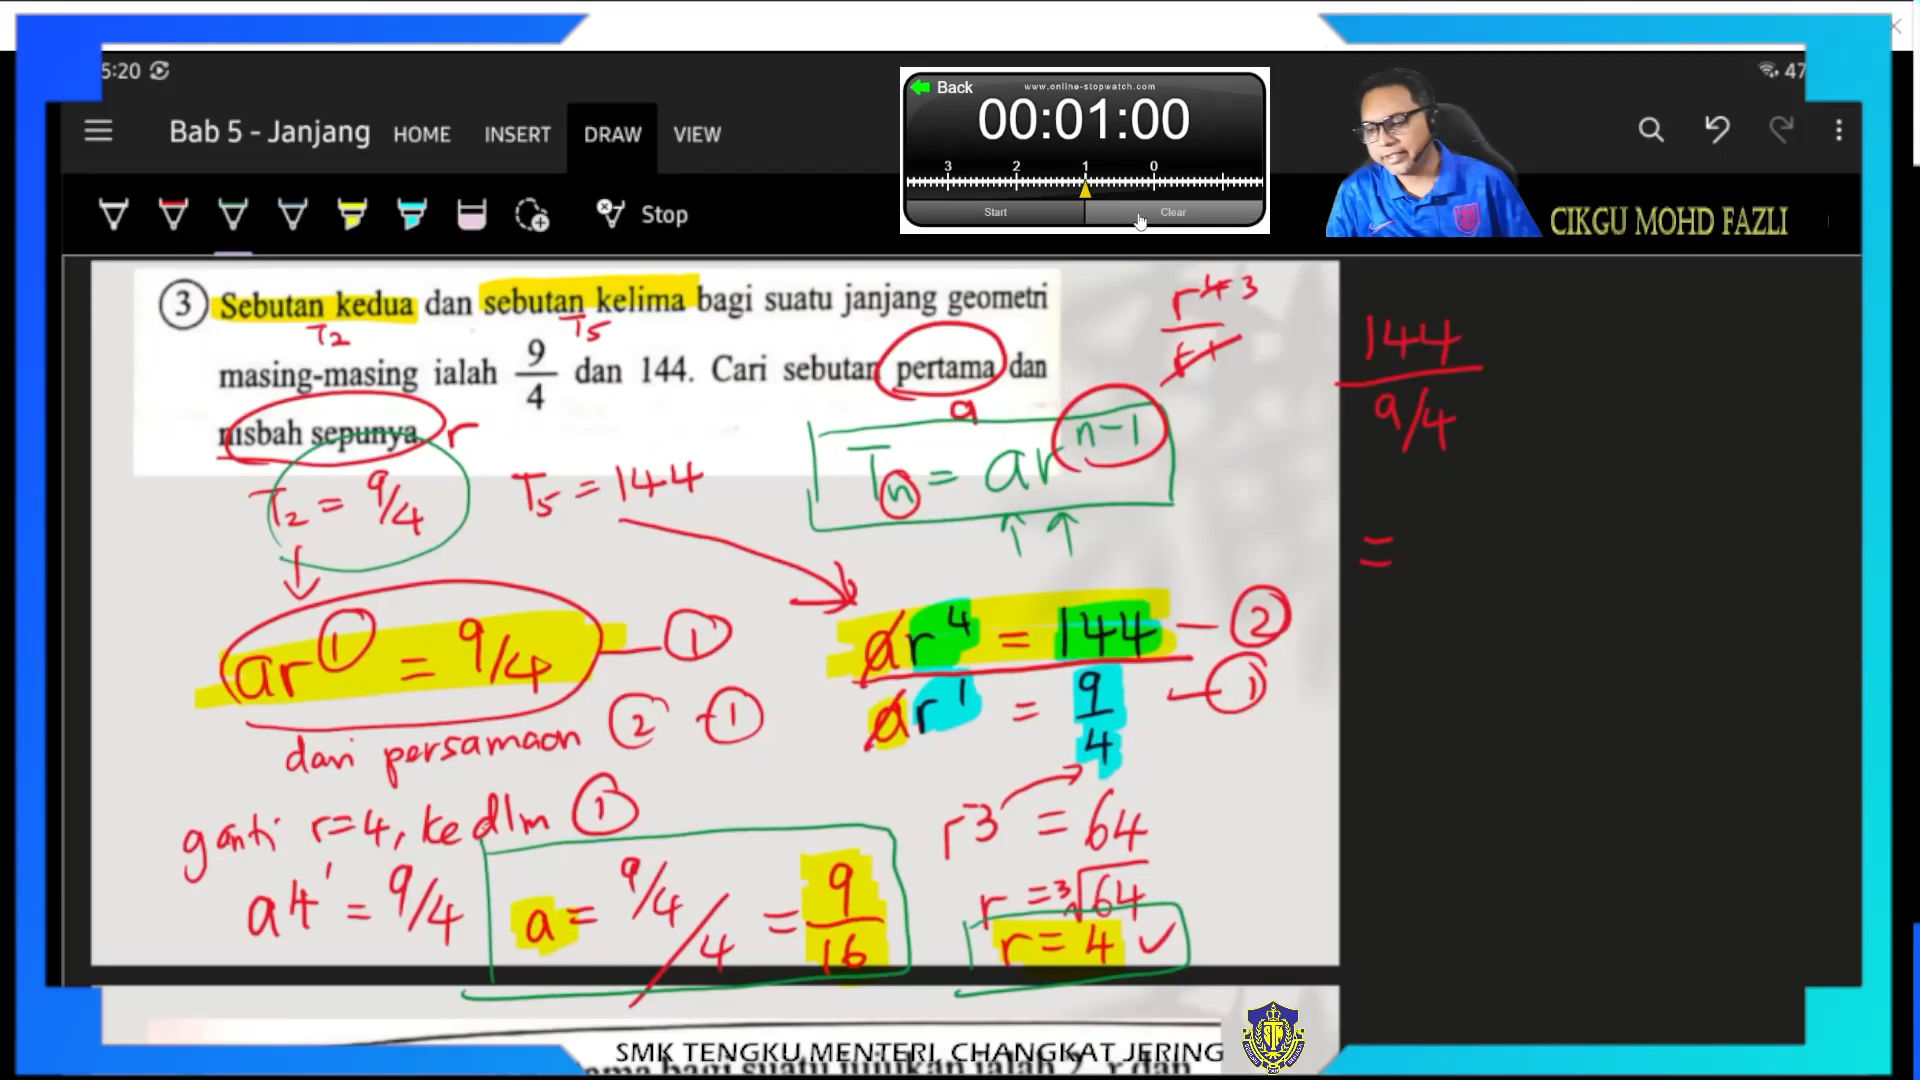 5:20
47
Bab 5 - Janjang
HOME
INSERT
DRAW
VIEW
Stop
Back
www.online-stopwatch.com
00:01:00
3 2 1 0
Start
Clear
CIKGU MOHD FAZLI
3 Sebutan kedua dan sebutan kelima bagi suatu janjang geometri
T2 T5
masing-masing ialah 9/4 dan 144. Cari sebutan pertama dan
a
nisbah sepunya r
T2 = 9/4
T5 = 144
Tn = ar^n-1
r^4 3
r^1
144
9/4
=
ar^1 = 9/4 — 1
ar^4 = 144 — 2
ar^1 = 9/4 — 1
dari persamaan 2 ÷ 1
r3 = 64
r = 3√64
r = 4 ✓
ganti r=4, ke dlm 1
a4^1 = 9/4
a = 9/4 / 4 = 9/16
SMK TENGKU MENTERI, CHANGKAT JERING